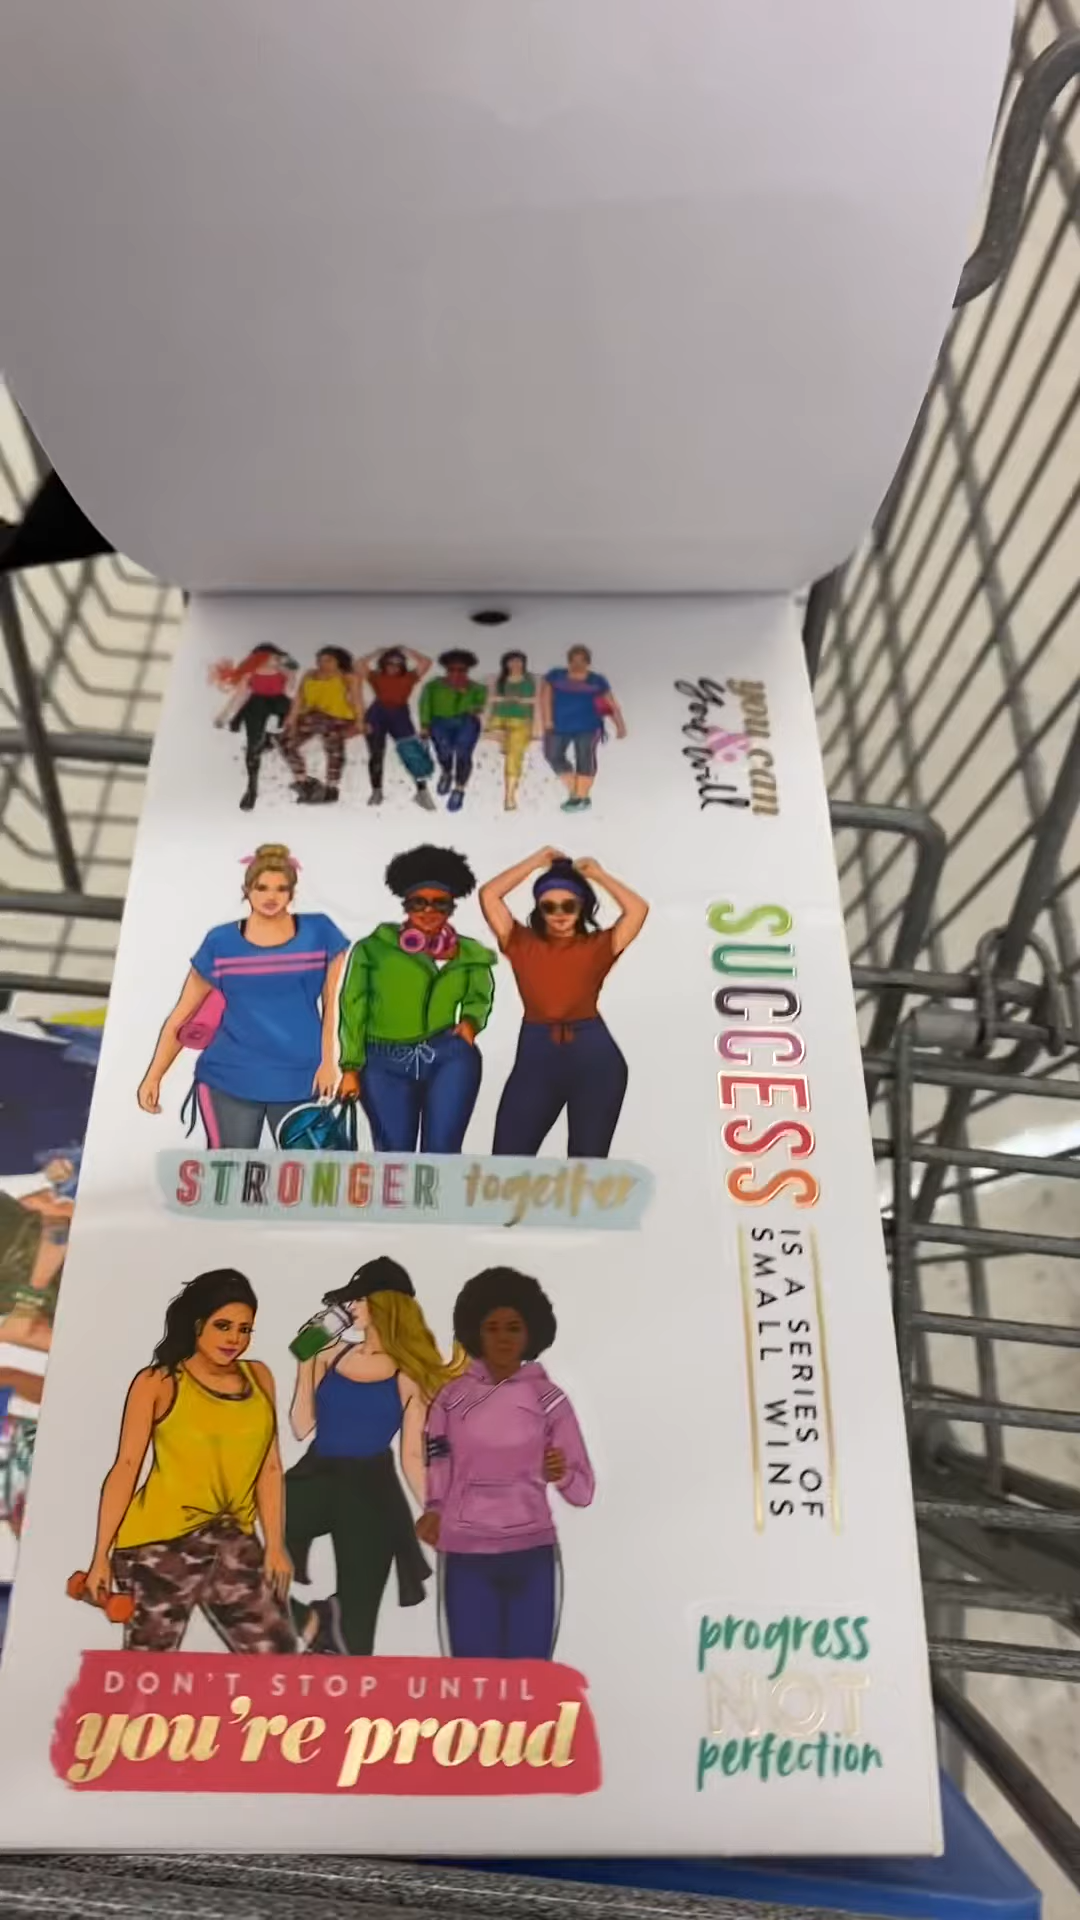 you can
&
you will
STRONGER together
SUCCESS
IS A SERIES OF
SMALL WINS
DON'T STOP UNTIL
you're proud
progress
NOT
perfection